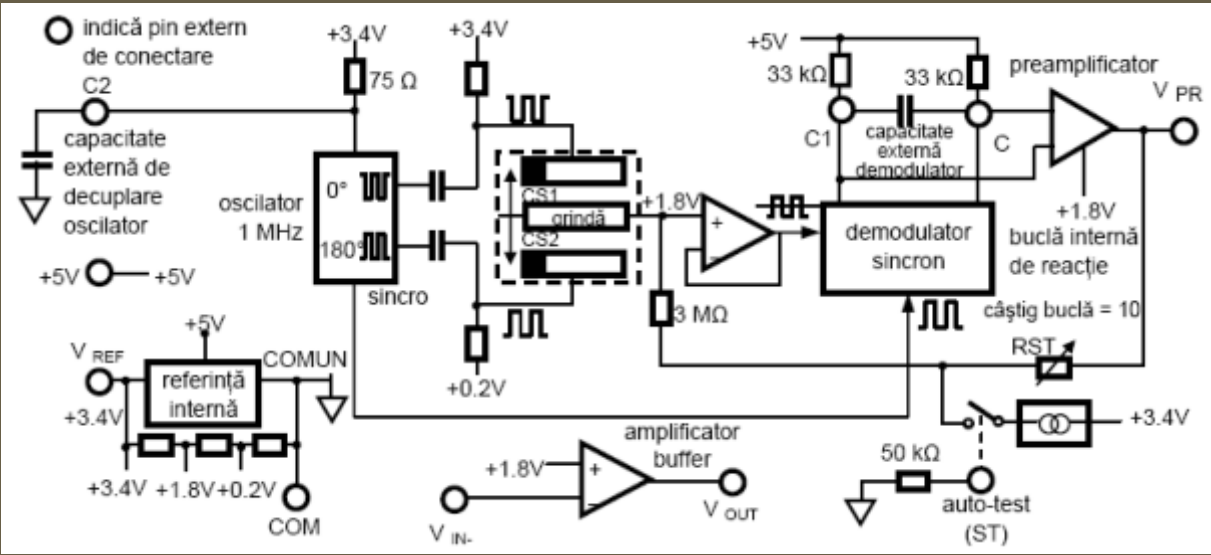 indică pin extern
de conectare
C2
capacitate
externă de
decuplare
oscilator
+5V
+5V
+3.4V
75 Ω
+3.4V
oscilator
1 MHz
0°
180°
sincro
+0.2V
CS1
grindă
CS2
+1.8V
+
−
3 MΩ
+5V
33 kΩ
33 kΩ
C1
capacitate
externă
demodulator
C
demodulator
sincron
preamplificator
V PR
+1.8V
buclă internă
de reacție
câștig buclă = 10
RST
+3.4V
50 kΩ
auto-test
(ST)
+5V
V REF
COMUN
referință
internă
+3.4V
+3.4V
+1.8V
+0.2V
COM
amplificator
buffer
+1.8V
+
−
V IN-
V OUT